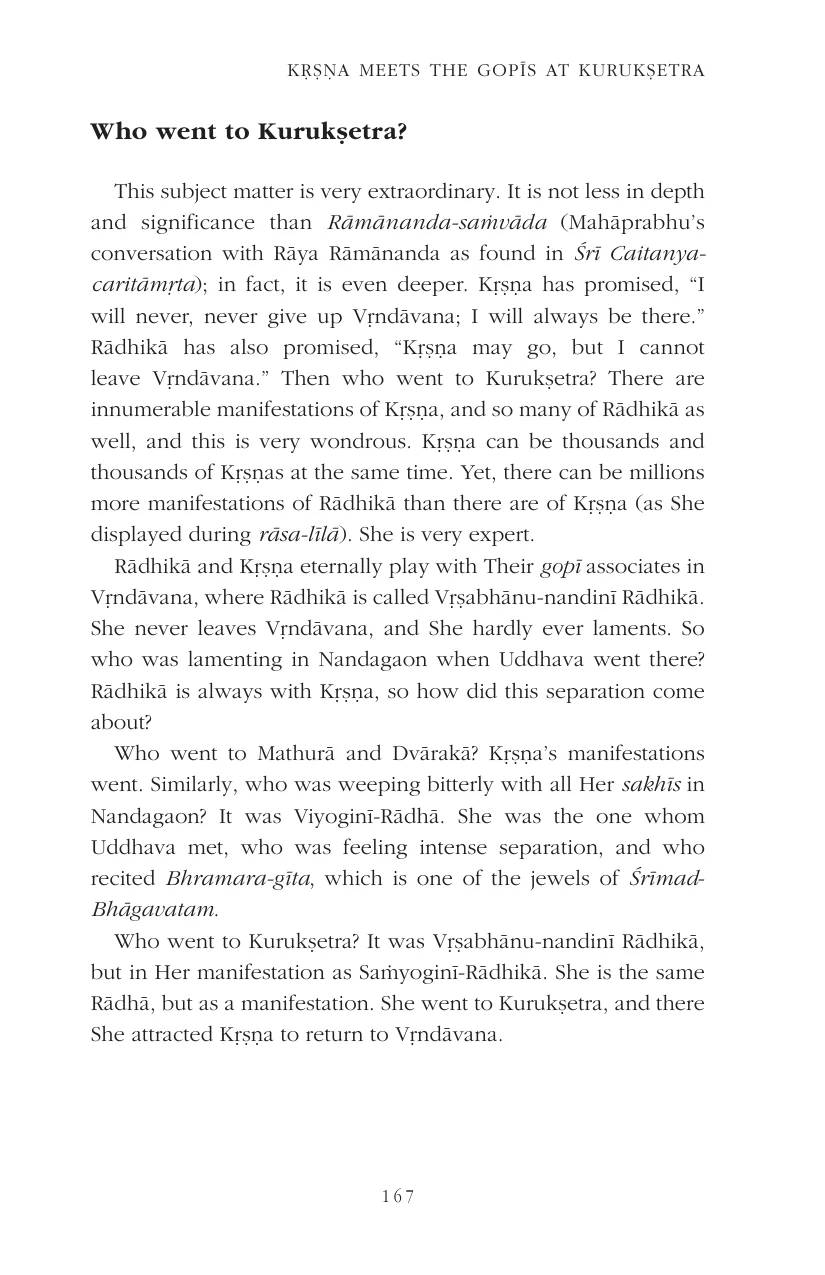 KṚṢṆA MEETS THE GOPĪS AT KURUKṢETRA
Who went to Kurukṣetra?
This subject matter is very extraordinary. It is not less in depth
and significance than Rāmānanda-saṁvāda (Mahāprabhu’s
conversation with Rāya Rāmānanda as found in Śrī Caitanya-
caritāmṛta); in fact, it is even deeper. Kṛṣṇa has promised, “I
will never, never give up Vṛndāvana; I will always be there.”
Rādhikā has also promised, “Kṛṣṇa may go, but I cannot
leave Vṛndāvana.” Then who went to Kurukṣetra? There are
innumerable manifestations of Kṛṣṇa, and so many of Rādhikā as
well, and this is very wondrous. Kṛṣṇa can be thousands and
thousands of Kṛṣṇas at the same time. Yet, there can be millions
more manifestations of Rādhikā than there are of Kṛṣṇa (as She
displayed during rāsa-līlā). She is very expert.
Rādhikā and Kṛṣṇa eternally play with Their gopī associates in
Vṛndāvana, where Rādhikā is called Vṛṣabhānu-nandinī Rādhikā.
She never leaves Vṛndāvana, and She hardly ever laments. So
who was lamenting in Nandagaon when Uddhava went there?
Rādhikā is always with Kṛṣṇa, so how did this separation come
about?
Who went to Mathurā and Dvārakā? Kṛṣṇa’s manifestations
went. Similarly, who was weeping bitterly with all Her sakhīs in
Nandagaon? It was Viyoginī-Rādhā. She was the one whom
Uddhava met, who was feeling intense separation, and who
recited Bhramara-gīta, which is one of the jewels of Śrīmad-
Bhāgavatam.
Who went to Kurukṣetra? It was Vṛṣabhānu-nandinī Rādhikā,
but in Her manifestation as Saṁyoginī-Rādhikā. She is the same
Rādhā, but as a manifestation. She went to Kurukṣetra, and there
She attracted Kṛṣṇa to return to Vṛndāvana.
167